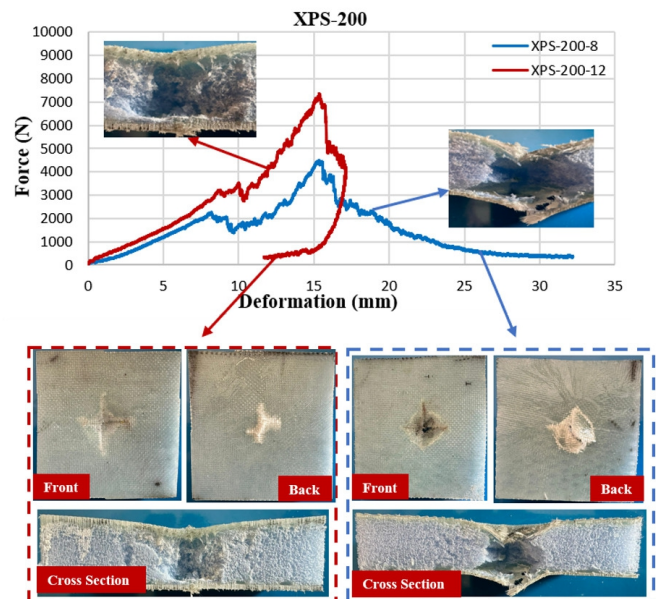 XPS-200
10000
9000
8000
7000
6000
5000
4000
3000
2000
1000
0
Force (N)
XPS-200-8
XPS-200-12
0 5 10 15 20 25 30 35
Deformation (mm)
Front
Back
Front
Back
Cross Section
Cross Section